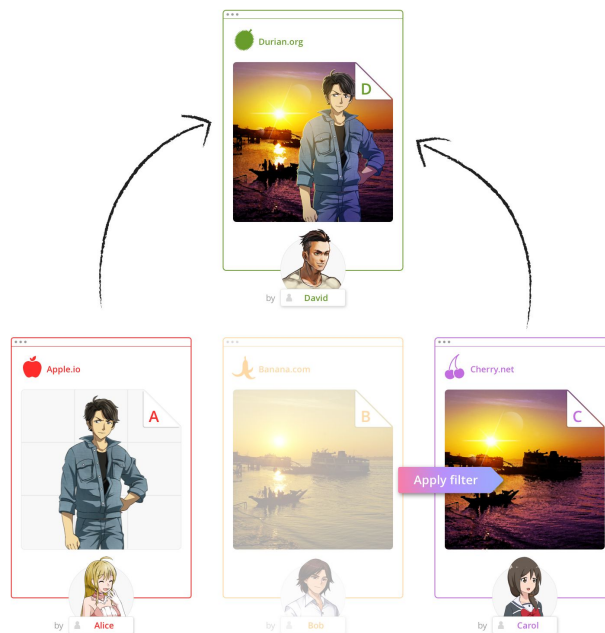 Durian.org
D
by David
Apple.io
A
Banana.com
B
Cherry.net
C
Apply filter
by Alice
by Bob
by Carol